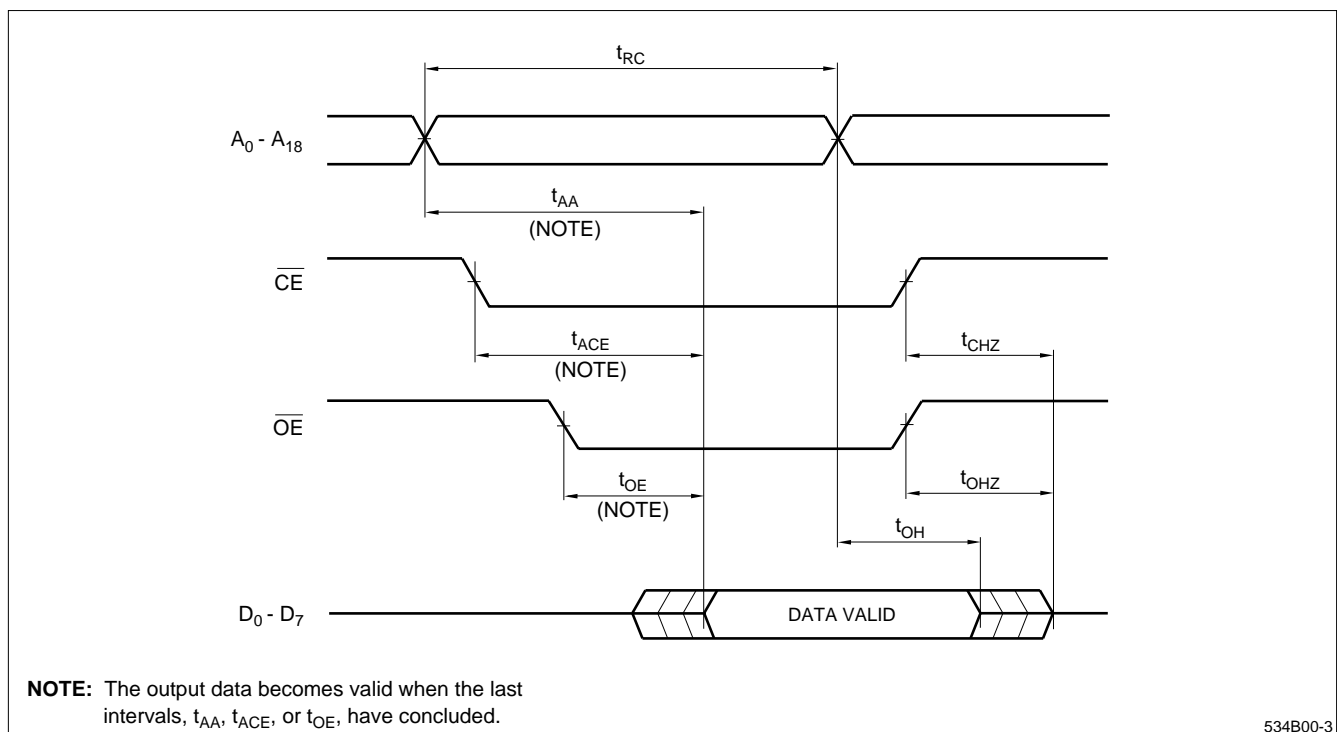 tRC
A0 - A18
tAA
(NOTE)
CE
tACE
(NOTE)
tCHZ
OE
tOE
(NOTE)
tOHZ
tOH
D0 - D7
DATA VALID
NOTE: The output data becomes valid when the last
intervals, tAA, tACE, or tOE, have concluded.
534B00-3